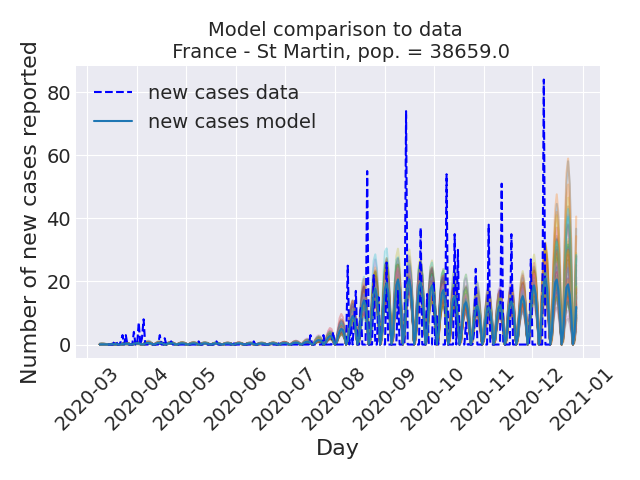 Model comparison to data
France - St Martin, pop. = 38659.0
Number of new cases reported
80
60
40
20
0
new cases data
new cases model
2020-03
2020-04
2020-05
2020-06
2020-07
2020-08
2020-09
2020-10
2020-11
2020-12
2021-01
Day